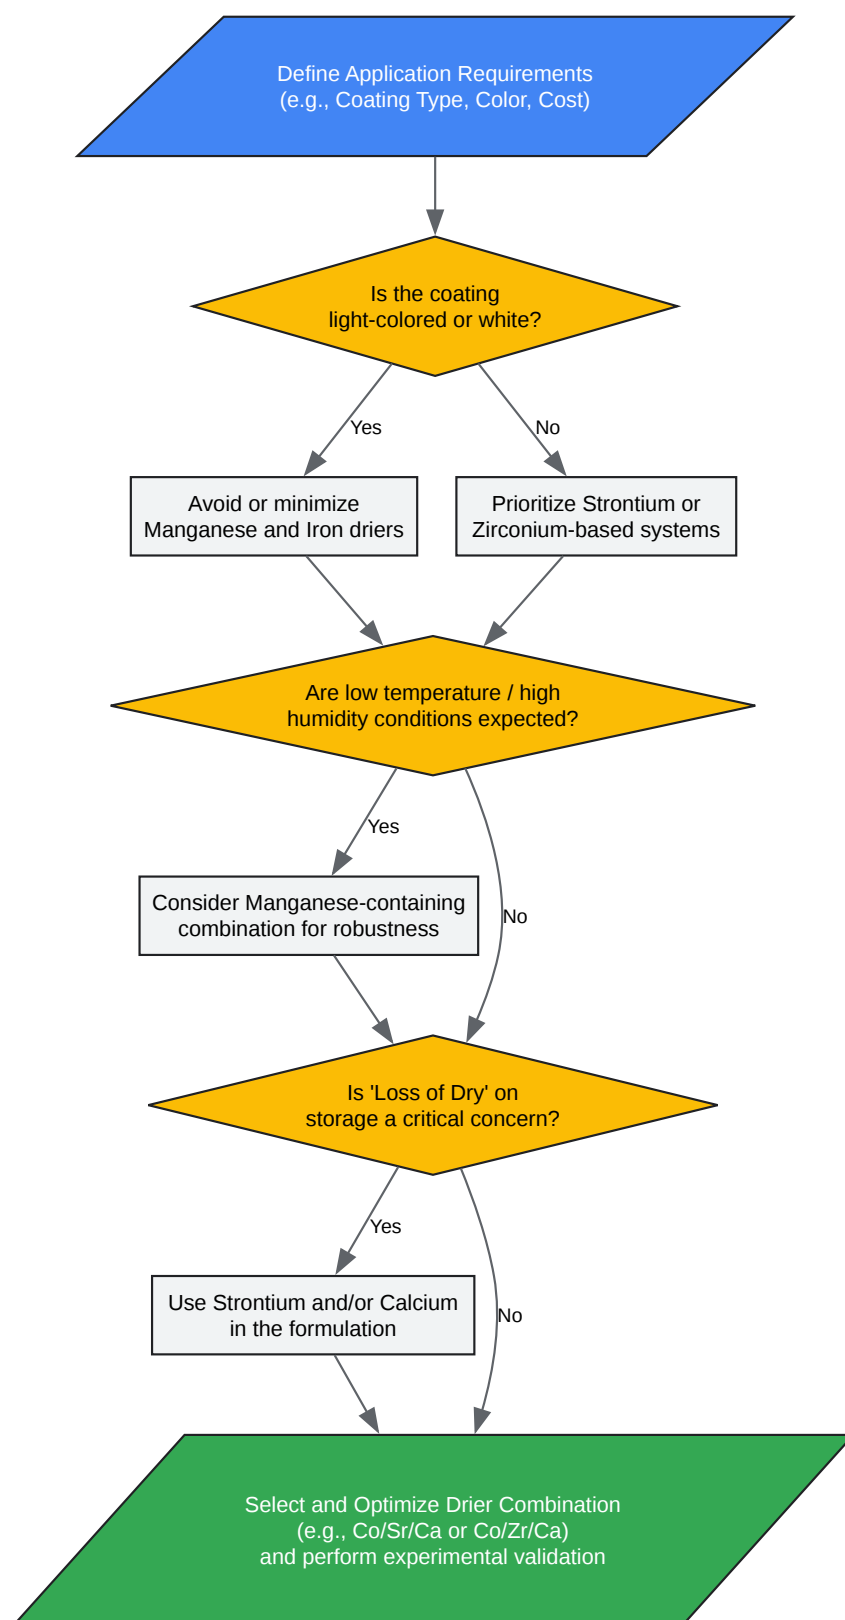 Define Application Requirements
(e.g., Coating Type, Color, Cost)
Is the coating
light-colored or white?
Yes
No
Avoid or minimize
Manganese and Iron driers
Prioritize Strontium or
Zirconium-based systems
Are low temperature / high
humidity conditions expected?
Yes
Consider Manganese-containing
combination for robustness
No
Is 'Loss of Dry' on
storage a critical concern?
Yes
Use Strontium and/or Calcium
in the formulation
No
Select and Optimize Drier Combination
(e.g., Co/Sr/Ca or Co/Zr/Ca)
and perform experimental validation